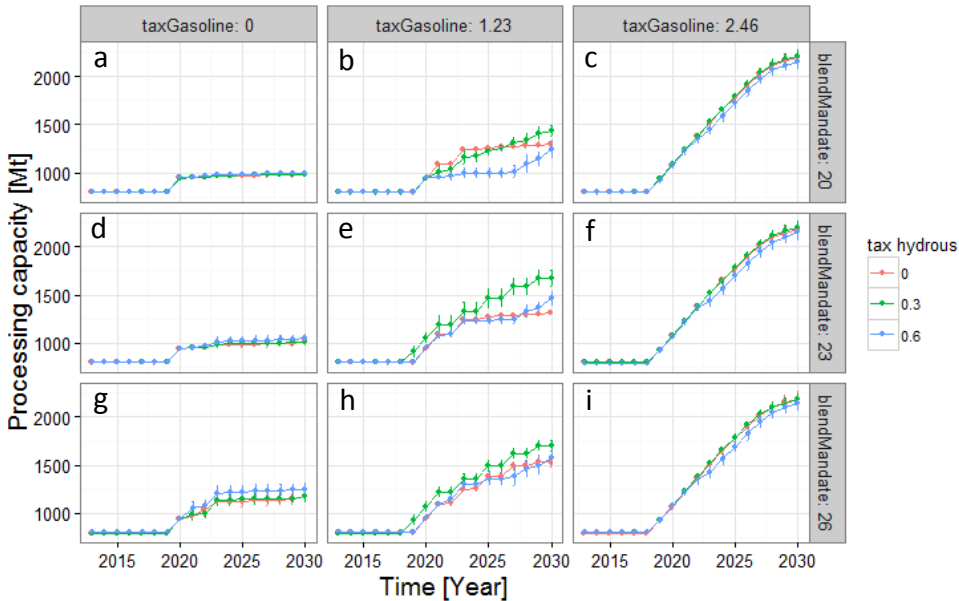 taxGasoline: 0
taxGasoline: 1.23
taxGasoline: 2.46
a
b
c
blendMandate: 20
2000
1500
1000
d
e
f
blendMandate: 23
2000
1500
1000
g
h
i
blendMandate: 26
2000
1500
1000
Processing capacity [Mt]
2015
2020
2025
2030
2015
2020
2025
2030
2015
2020
2025
2030
Time [Year]
tax hydrous
0
0.3
0.6